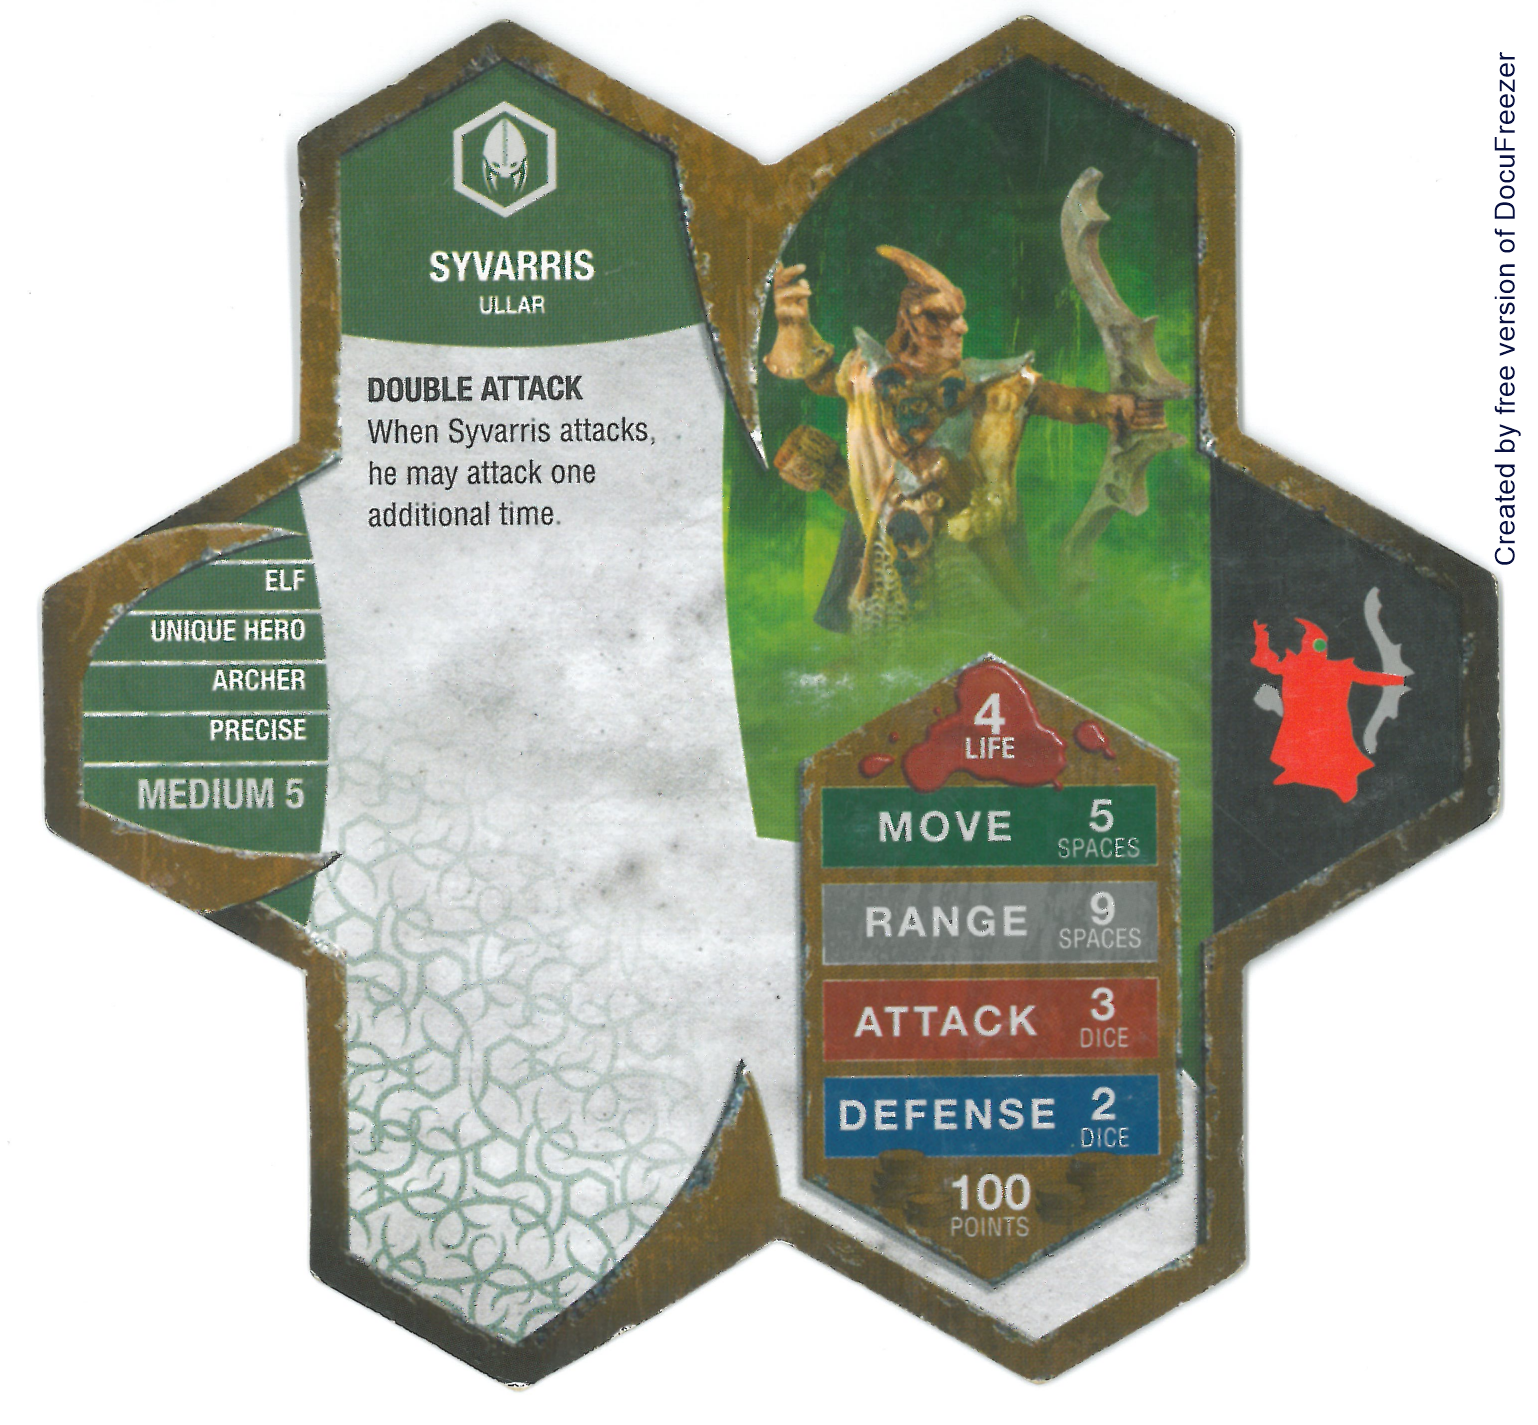 SYVARRIS
ULLAR
DOUBLE ATTACK
When Syvarris attacks,
he may attack one
additional time.
ELF
UNIQUE HERO
ARCHER
PRECISE
MEDIUM 5
4
LIFE
MOVE 5
SPACES
RANGE 9
SPACES
ATTACK 3
DICE
DEFENSE 2
DICE
100
POINTS
Created by free version of DocuFreezer